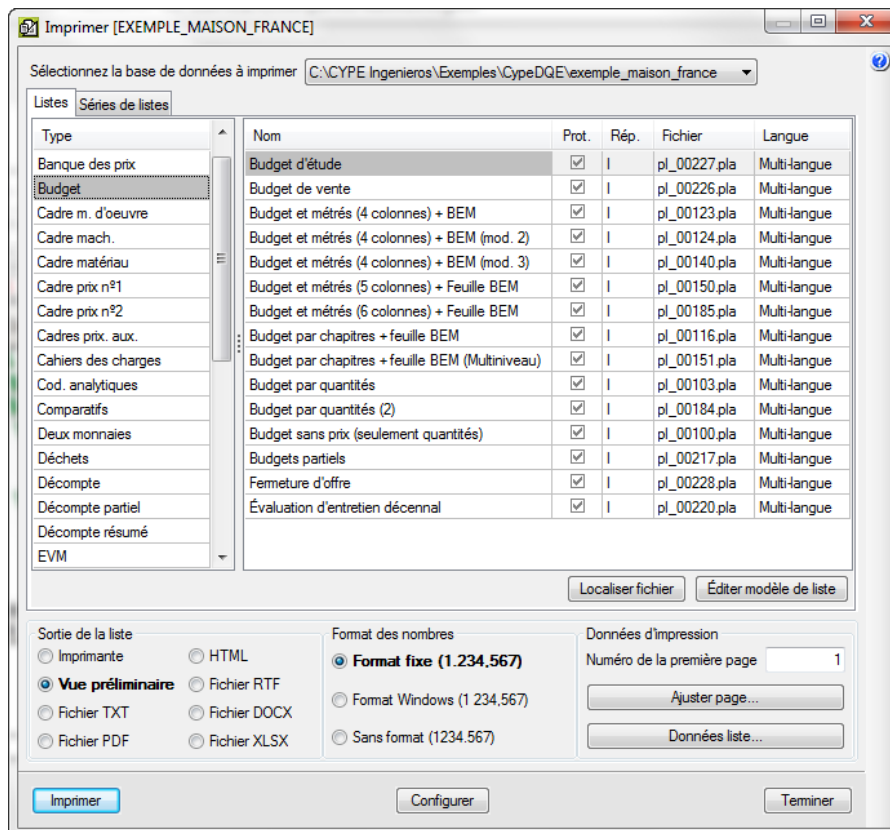 Imprimer [EXEMPLE_MAISON_FRANCE]
Sélectionnez la base de données à imprimer C:\CYPE Ingenieros\Exemples\CypeDQE\exemple_maison_france
Listes Séries de listes
Type Nom Prot. Rép. Fichier Langue
Banque des prix Budget d'étude I pl_00227.pla Multi-langue
Budget Budget de vente I pl_00226.pla Multi-langue
Cadre m. d'oeuvre Budget et métrés (4 colonnes) + BEM I pl_00123.pla Multi-langue
Cadre mach. Budget et métrés (4 colonnes) + BEM (mod. 2) I pl_00124.pla Multi-langue
Cadre matériau Budget et métrés (4 colonnes) + BEM (mod. 3) I pl_00140.pla Multi-langue
Cadre prix nº1 Budget et métrés (5 colonnes) + Feuille BEM I pl_00150.pla Multi-langue
Cadre prix nº2 Budget et métrés (6 colonnes) + Feuille BEM I pl_00185.pla Multi-langue
Cadres prix. aux. Budget par chapitres + feuille BEM I pl_00116.pla Multi-langue
Cahiers des charges Budget par chapitres + feuille BEM (Multiniveau) I pl_00151.pla Multi-langue
Cod. analytiques Budget par quantités I pl_00103.pla Multi-langue
Comparatifs Budget par quantités (2) I pl_00184.pla Multi-langue
Deux monnaies Budget sans prix (seulement quantités) I pl_00100.pla Multi-langue
Déchets Budgets partiels I pl_00217.pla Multi-langue
Décompte Fermeture d'offre I pl_00228.pla Multi-langue
Décompte partiel Évaluation d'entretien décennal I pl_00220.pla Multi-langue
Décompte résumé
EVM
Localiser fichier Éditer modèle de liste
Sortie de la liste Format des nombres Données d'impression
Imprimante HTML Format fixe (1.234,567) Numéro de la première page 1
Vue préliminaire Fichier RTF Format Windows (1 234,567) Ajuster page...
Fichier TXT Fichier DOCX
Fichier PDF Fichier XLSX Sans format (1234.567) Données liste...
Imprimer Configurer Terminer